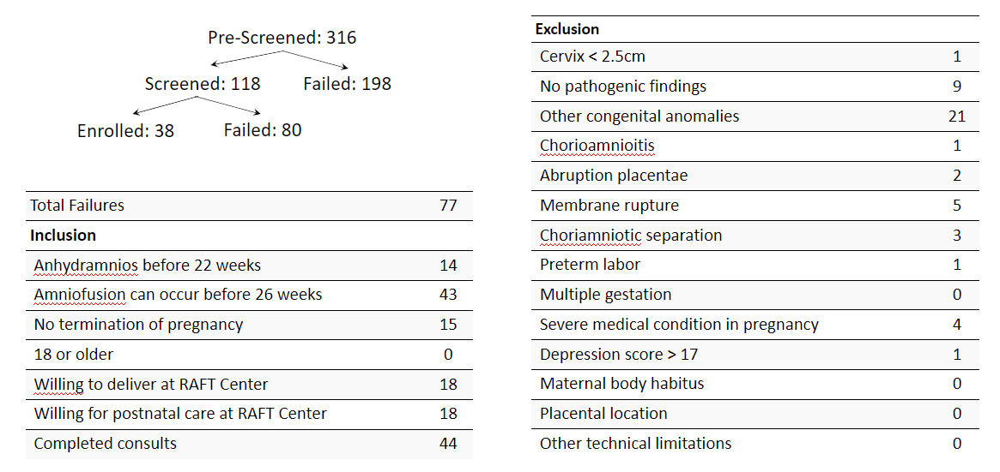 Pre-Screened: 316
Screened: 118 Failed: 198
Enrolled: 38 Failed: 80
Total Failures 77
Inclusion
Anhydramnios before 22 weeks 14
Amniofusion can occur before 26 weeks 43
No termination of pregnancy 15
18 or older 0
Willing to deliver at RAFT Center 18
Willing for postnatal care at RAFT Center 18
Completed consults 44
Exclusion
Cervix < 2.5cm 1
No pathogenic findings 9
Other congenital anomalies 21
Chorioamnioitis 1
Abruption placentae 2
Membrane rupture 5
Choriamniotic separation 3
Preterm labor 1
Multiple gestation 0
Severe medical condition in pregnancy 4
Depression score > 17 1
Maternal body habitus 0
Placental location 0
Other technical limitations 0